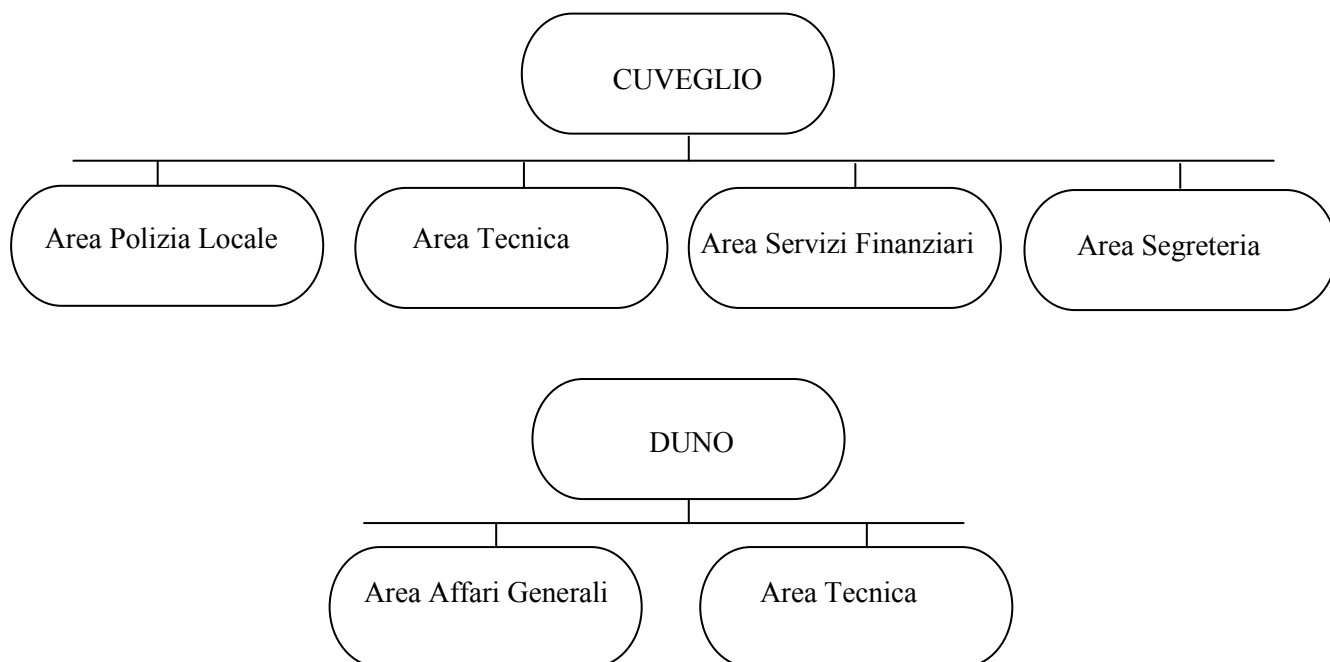 CUVEGLIO
Area Polizia Locale
Area Tecnica
Area Servizi Finanziari
Area Segreteria
DUNO
Area Affari Generali
Area Tecnica